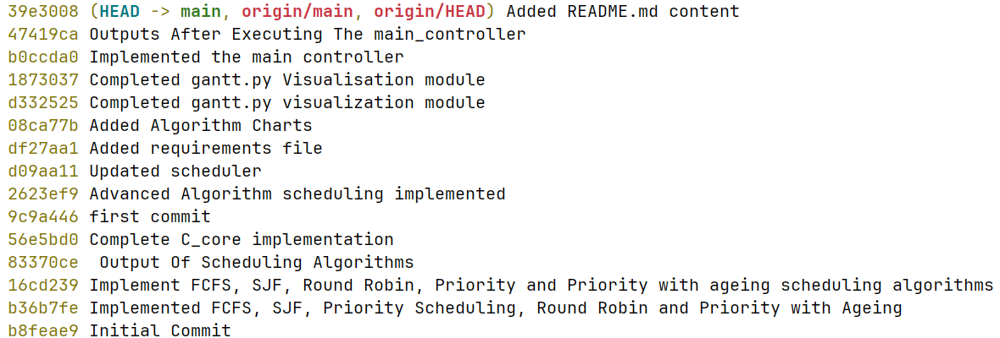 39e3008 (HEAD -> main, origin/main, origin/HEAD) Added README.md content
47419ca Outputs After Executing The main_controller
b0ccda0 Implemented the main controller
1873037 Completed gantt.py Visualisation module
d332525 Completed gantt.py visualization module
08ca77b Added Algorithm Charts
df27aa1 Added requirements file
d09aa11 Updated scheduler
2623ef9 Advanced Algorithm scheduling implemented
9c9a446 first commit
56e5bd0 Complete C_core implementation
83370ce  Output Of Scheduling Algorithms
16cd239 Implement FCFS, SJF, Round Robin, Priority and Priority with ageing scheduling algorithms
b36b7fe Implemented FCFS, SJF, Priority Scheduling, Round Robin and Priority with Ageing
b8feae9 Initial Commit